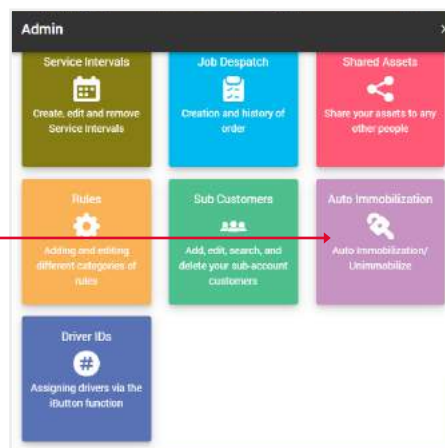 Admin
Service Intervals
Create, edit and remove
Service Intervals
Job Despatch
Creation and history of
order
Shared Assets
Share your assets to any
other people
Rules
Adding and editing
different categories of
rules
Sub Customers
Add, edit, search, and
delete your sub-account
customers
Auto Immobilization
Auto Immobilization/
Unimmobilize
Driver IDs
#
Assigning drivers via the
iButton function